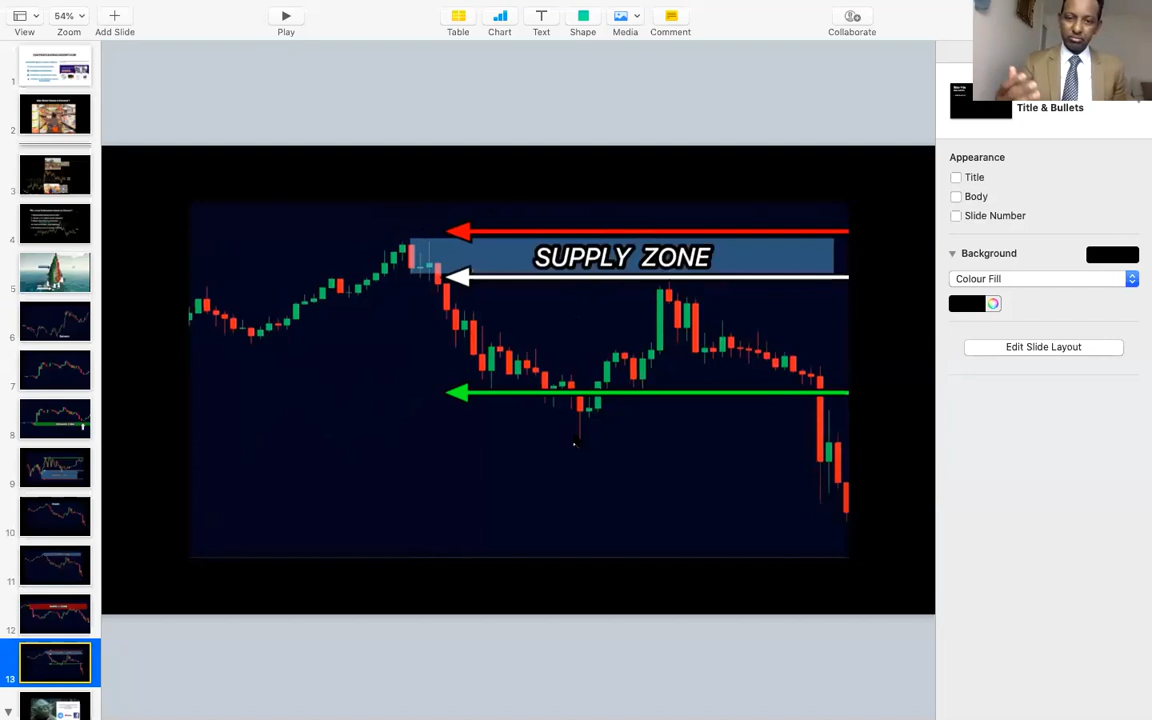 View
54%
Zoom
Add Slide
Play
Table
Chart
Text
Shape
Media
Comment
Collaborate
Title & Bullets
Appearance
Title
Body
Slide Number
Background
Colour Fill
Edit Slide Layout
SUPPLY ZONE
1
2
3
4
5
6
7
8
9
10
11
12
13